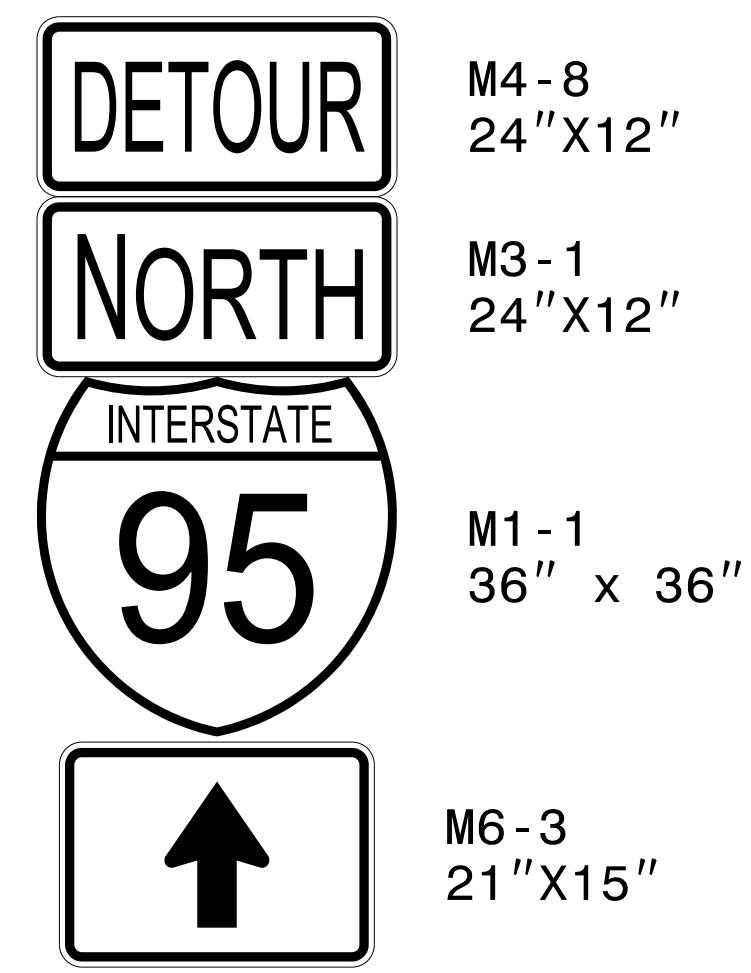 DETOUR
M4-8
24"X12"
NORTH
M3-1
24"X12"
INTERSTATE
95
M1-1
36" x 36"
M6-3
21"X15"